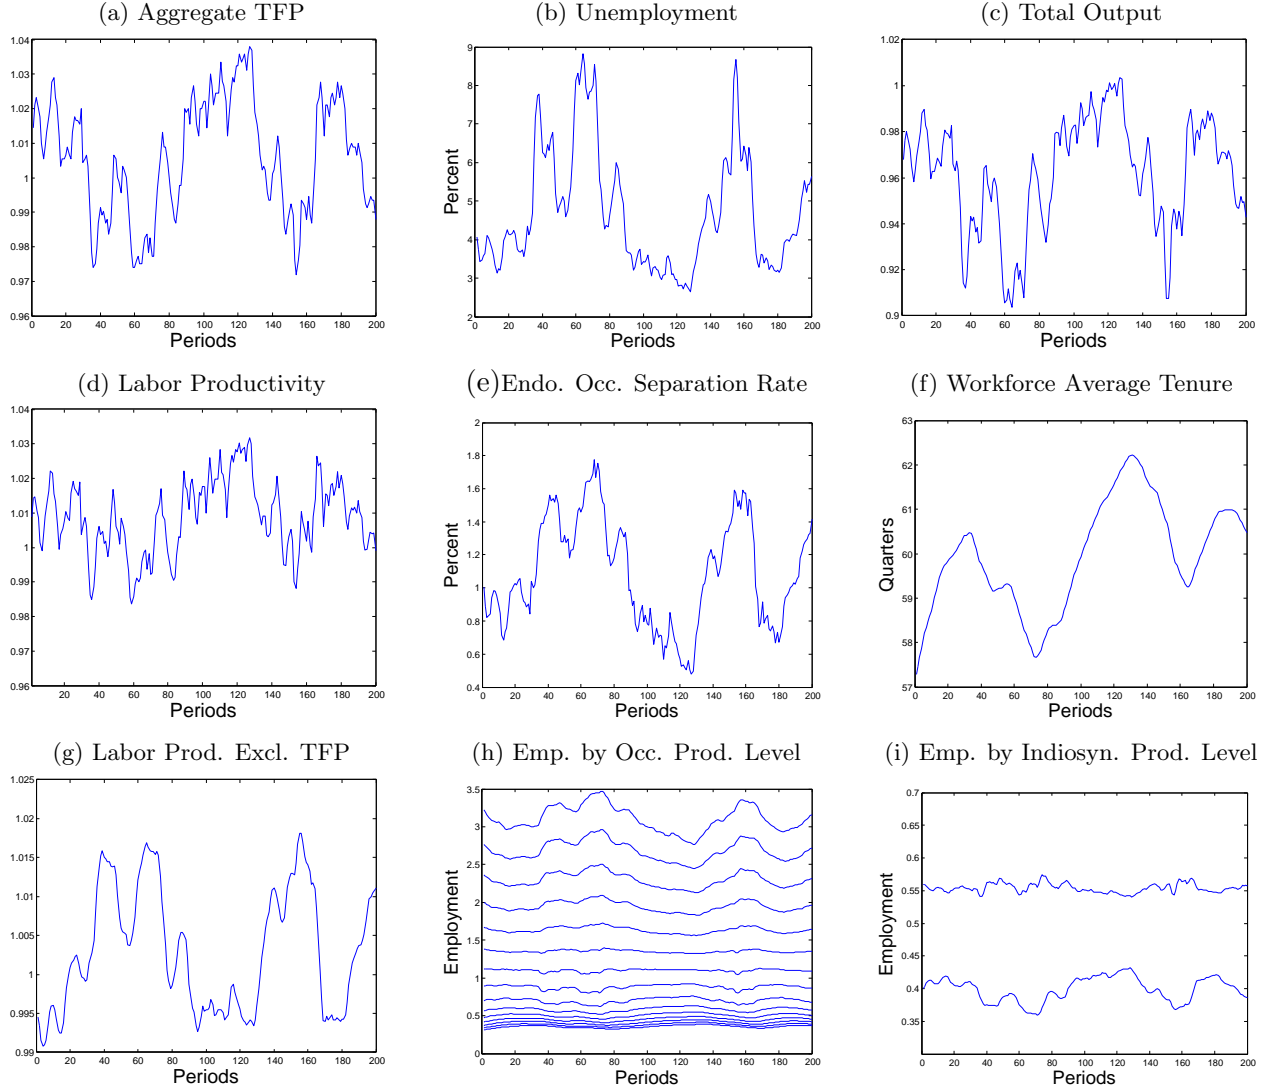 (a) Aggregate TFP
(b) Unemployment
(c) Total Output
1.04
1.03
1.02
1.01
1
0.99
0.98
0.97
0.96
0 20 40 60 80 100 120 140 160 180 200
Periods
Percent
9
8
7
6
5
4
3
2
0 20 40 60 80 100 120 140 160 180 200
Periods
1.02
1
0.98
0.96
0.94
0.92
0.9
0 20 40 60 80 100 120 140 160 180 200
Periods
(d) Labor Productivity
(e)Endo. Occ. Separation Rate
(f) Workforce Average Tenure
1.04
1.03
1.02
1.01
1
0.99
0.98
0.97
0.96
20 40 60 80 100 120 140 160 180 200
Periods
Percent
2
1.8
1.6
1.4
1.2
1
0.8
0.6
0.4
0 20 40 60 80 100 120 140 160 180 200
Periods
Quarters
63
62
61
60
59
58
57
0 20 40 60 80 100 120 140 160 180 200
Periods
(g) Labor Prod. Excl. TFP
(h) Emp. by Occ. Prod. Level
(i) Emp. by Indiosyn. Prod. Level
1.025
1.02
1.015
1.01
1.005
1
0.995
0.99
0 20 40 60 80 100 120 140 160 180 200
Periods
Employment
3.5
3
2.5
2
1.5
1
0.5
0
0 20 40 60 80 100 120 140 160 180 200
Periods
Employment
0.7
0.65
0.6
0.55
0.5
0.45
0.4
0.35
0 20 40 60 80 100 120 140 160 180 200
Periods